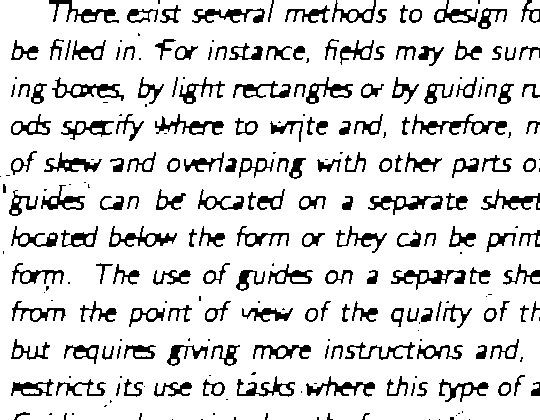 There exist several methods to design fo
be filled in. For instance, fields may be surr
ing boxes, by light rectangles or by guiding ru
ods specify where to write and, therefore, m
of skew and overlapping with other parts of
guides can be located on a separate sheet
located below the form or they can be print
form. The use of guides on a separate she
from the point of view of the quality of th
but requires giving more instructions and,
restricts its use to tasks where this type of a